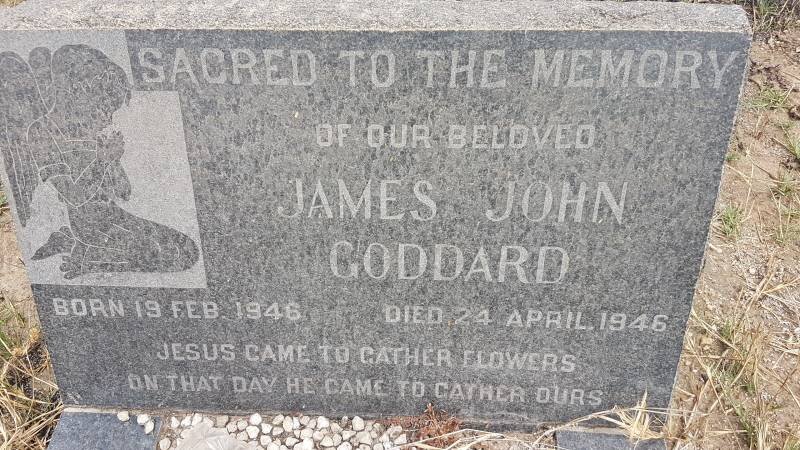 SACRED TO THE MEMORY
OF OUR BELOVED
JAMES JOHN
GODDARD
BORN 19 FEB. 1946. DIED 24 APRIL. 1946
JESUS CAME TO GATHER FLOWERS
ON THAT DAY HE CAME TO GATHER OURS